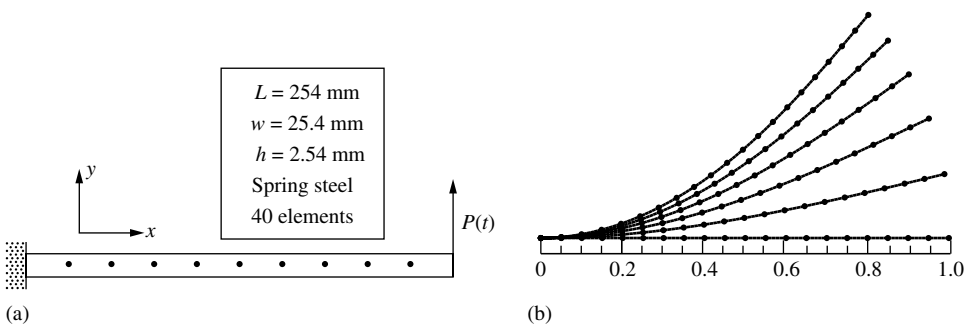 L = 254 mm
w = 25.4 mm
h = 2.54 mm
Spring steel
40 elements
y
x
P(t)
(a)
0 0.2 0.4 0.6 0.8 1.0
(b)